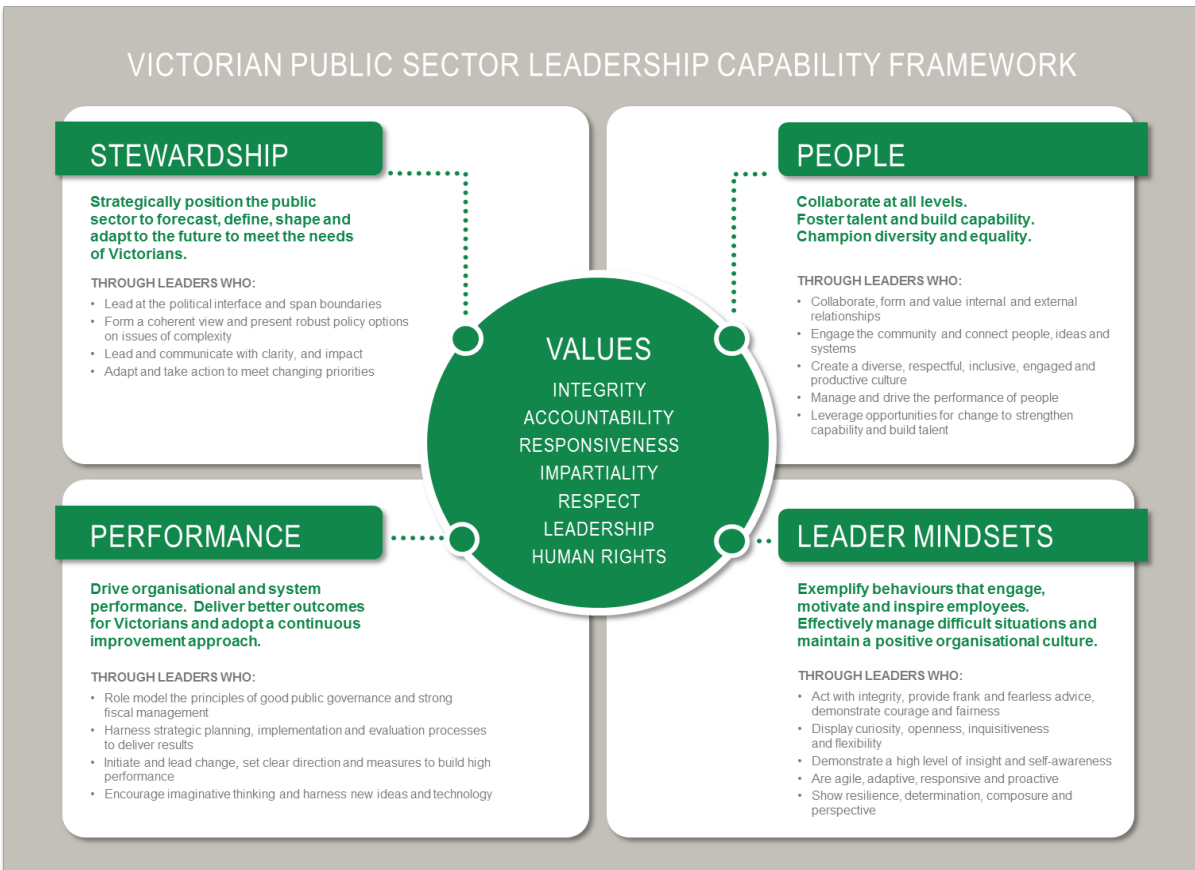 VICTORIAN PUBLIC SECTOR LEADERSHIP CAPABILITY FRAMEWORK
STEWARDSHIP
Strategically position the public
sector to forecast, define, shape and
adapt to the future to meet the needs
of Victorians.
THROUGH LEADERS WHO:
• Lead at the political interface and span boundaries
• Form a coherent view and present robust policy options
on issues of complexity
• Lead and communicate with clarity, and impact
• Adapt and take action to meet changing priorities
PEOPLE
Collaborate at all levels.
Foster talent and build capability.
Champion diversity and equality.
THROUGH LEADERS WHO:
• Collaborate, form and value internal and external
relationships
• Engage the community and connect people, ideas and
systems
• Create a diverse, respectful, inclusive, engaged and
productive culture
• Manage and drive the performance of people
• Leverage opportunities for change to strengthen
capability and build talent
VALUES
INTEGRITY
ACCOUNTABILITY
RESPONSIVENESS
IMPARTIALITY
RESPECT
LEADERSHIP
HUMAN RIGHTS
PERFORMANCE
Drive organisational and system
performance. Deliver better outcomes
for Victorians and adopt a continuous
improvement approach.
THROUGH LEADERS WHO:
• Role model the principles of good public governance and strong
fiscal management
• Harness strategic planning, implementation and evaluation processes
to deliver results
• Initiate and lead change, set clear direction and measures to build high
performance
• Encourage imaginative thinking and harness new ideas and technology
LEADER MINDSETS
Exemplify behaviours that engage,
motivate and inspire employees.
Effectively manage difficult situations and
maintain a positive organisational culture.
THROUGH LEADERS WHO:
• Act with integrity, provide frank and fearless advice,
demonstrate courage and fairness
• Display curiosity, openness, inquisitiveness
and flexibility
• Demonstrate a high level of insight and self-awareness
• Are agile, adaptive, responsive and proactive
• Show resilience, determination, composure and
perspective